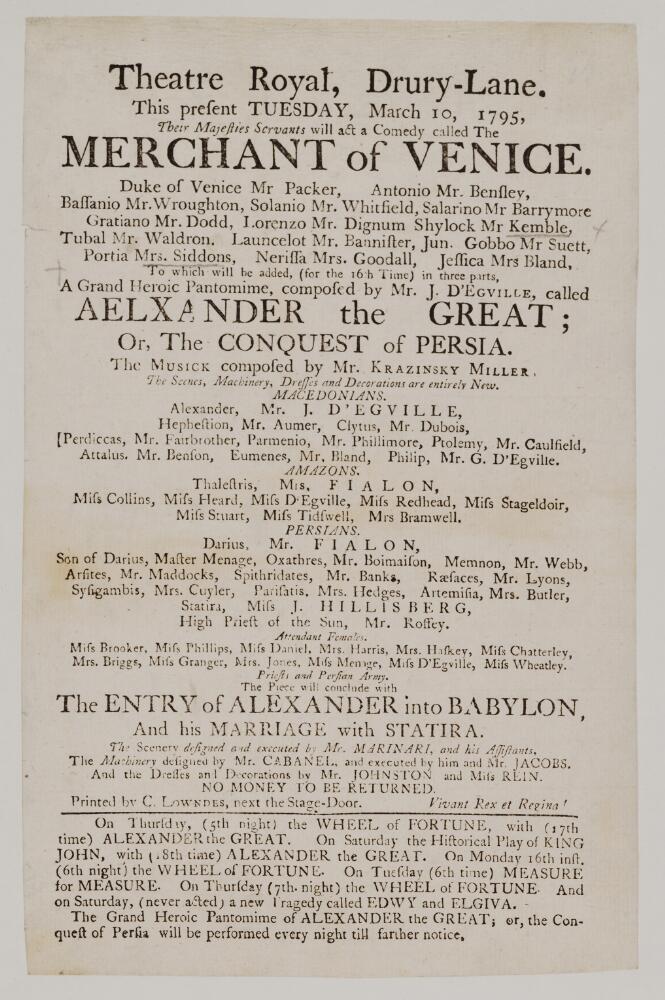 Theatre Royal, Drury-Lane.
This preſent TUESDAY, March 10, 1795,
Their Majeſties Servants will act a Comedy called The
MERCHANT of VENICE.
Duke of Venice Mr Packer, Antonio Mr. Benſley,
Baſſanio Mr. Wroughton, Solanio Mr. Whitfield, Salarino Mr Barrymore
Gratiano Mr. Dodd, Lorenzo Mr. Dignum Shylock Mr Kemble,
Tubal Mr. Waldron. Launcelot Mr. Banniſter, Jun. Gobbo Mr Suett,
Portia Mrs. Siddons, Neriſſa Mrs. Goodall, Jeſſica Mrs Bland,
To which will be added, (for the 16th Time) in three parts,
A Grand Heroic Pantomime, compoſed by Mr. J. D'EGVILLE, called
AELXANDER the GREAT;
Or, The CONQUEST of PERSIA.
The MUSICK compoſed by Mr. KRAZINSKY MILLER.
The Scenes, Machinery, Dreſſes and Decorations are entirely New.
MACEDONIANS.
Alexander, Mr. J. D'EGVILLE,
Hepheſtion, Mr. Aumer, Clytus, Mr. Dubois,
[Perdiccas, Mr. Fairbrother, Parmenio, Mr. Phillimore, Ptolemy, Mr. Caulfield,
Attalus. Mr. Benſon, Eumenes, Mr. Bland, Philip, Mr. G. D'Egville.
AMAZONS.
Thaleſtris, Mrs. FIALON,
Miſs Collins, Miſs Heard, Miſs D'Egville, Miſs Redhead, Miſs Stageldoir,
Miſs Stuart, Miſs Tidſwell, Mrs Bramwell.
PERSIANS.
Darius, Mr. FIALON,
Son of Darius, Maſter Menage, Oxathres, Mr. Boimaiſon, Memnon, Mr. Webb,
Arſites, Mr. Maddocks, Spithridates, Mr. Banks, Ræſaces, Mr. Lyons,
Syſigambis, Mrs. Cuyler, Pariſatis, Mrs. Hedges, Artemiſia, Mrs. Butler,
Statira, Miſs J. HILLISBERG,
High Prieſt of the Sun, Mr. Roffey.
Attendant Females.
Miſs Brooker, Miſs Phillips, Miſs Daniel, Mrs. Harris, Mrs. Haſkey, Miſs Chatterley,
Mrs. Briggs, Miſs Granger, Mrs. Jones, Miſs Menage, Miſs D'Egville, Miſs Wheatley.
Prieſts and Perſian Army.
The Piece will conclude with
The ENTRY of ALEXANDER into BABYLON,
And his MARRIAGE with STATIRA.
The Scenery deſigned and executed by Mr. MARINARI, and his Aſſiſtants.
The Machinery deſigned by Mr. CABANEL, and executed by him and Mr. JACOBS.
And the Dreſſes and Decorations by Mr. JOHNSTON and Miſs REIN.
NO MONEY TO BE RETURNED.
Printed by C. LOWNDES, next the Stage-Door. Vivant Rex et Regina!
On Thurſday, (5th night) the WHEEL of FORTUNE, with (17th
time) ALEXANDER the GREAT. On Saturday the Hiſtorical Play of KING
JOHN, with (18th time) ALEXANDER the GREAT. On Monday 16th inſt.
(6th night) the WHEEL of FORTUNE. On Tueſday (6th time) MEASURE
for MEASURE. On Thurſday (7th. night) the WHEEL of FORTUNE. And
on Saturday, (never acted) a new Tragedy called EDWY and ELGIVA. -
The Grand Heroic Pantomime of ALEXANDER the GREAT; or, the Con-
queſt of Perſia will be performed every night till farther notice.